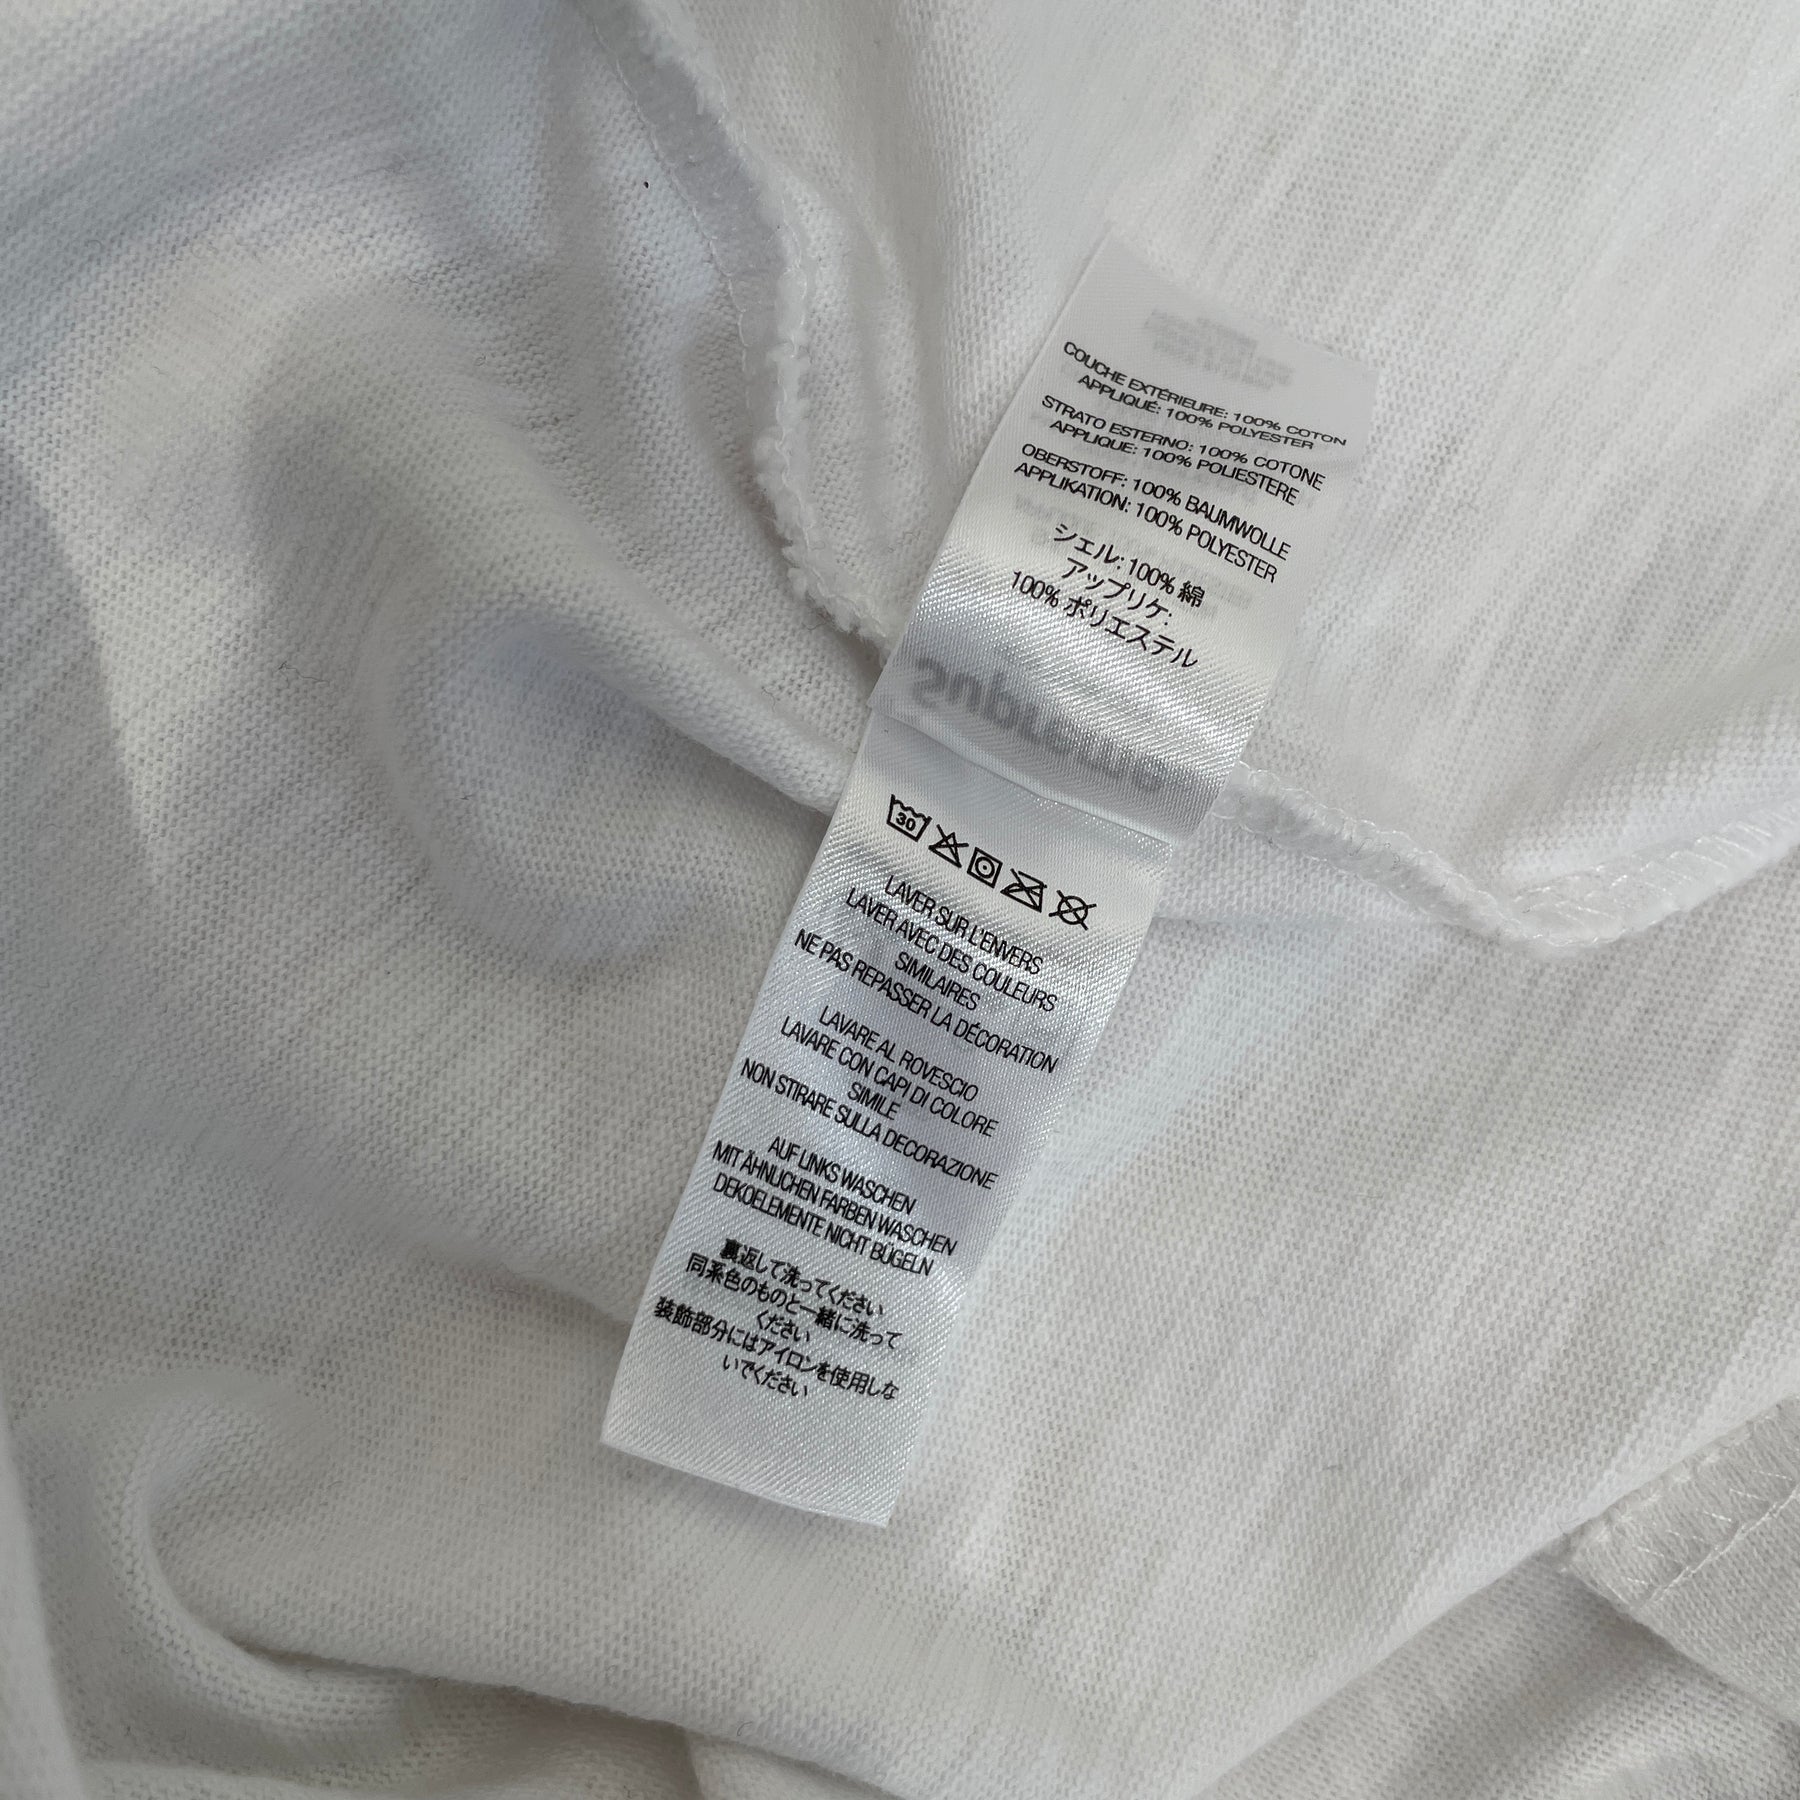 COUCHE EXTÉRIEURE: 100% COTON
APPLIQUÉ: 100% POLYESTER
STRATO ESTERNO: 100% COTONE
APPLIQUE: 100% POLIESTERE
OBERSTOFF: 100% BAUMWOLLE
APPLIKATION: 100% POLYESTER
シェル: 100% 綿
アップリケ:
100% ポリエステル
30
LAVER SUR L'ENVERS
LAVER AVEC DES COULEURS
SIMILAIRES
NE PAS REPASSER LA DÉCORATION
LAVARE AL ROVESCIO
LAVARE CON CAPI DI COLORE
SIMILE
NON STIRARE SULLA DECORAZIONE
AUF LINKS WASCHEN
MIT ÄHNLICHEN FARBEN WASCHEN
DEKOELEMENTE NICHT BÜGELN
裏返して洗ってください
同系色のものと一緒に洗って
ください
装飾部分にはアイロンを使用しな
いでください